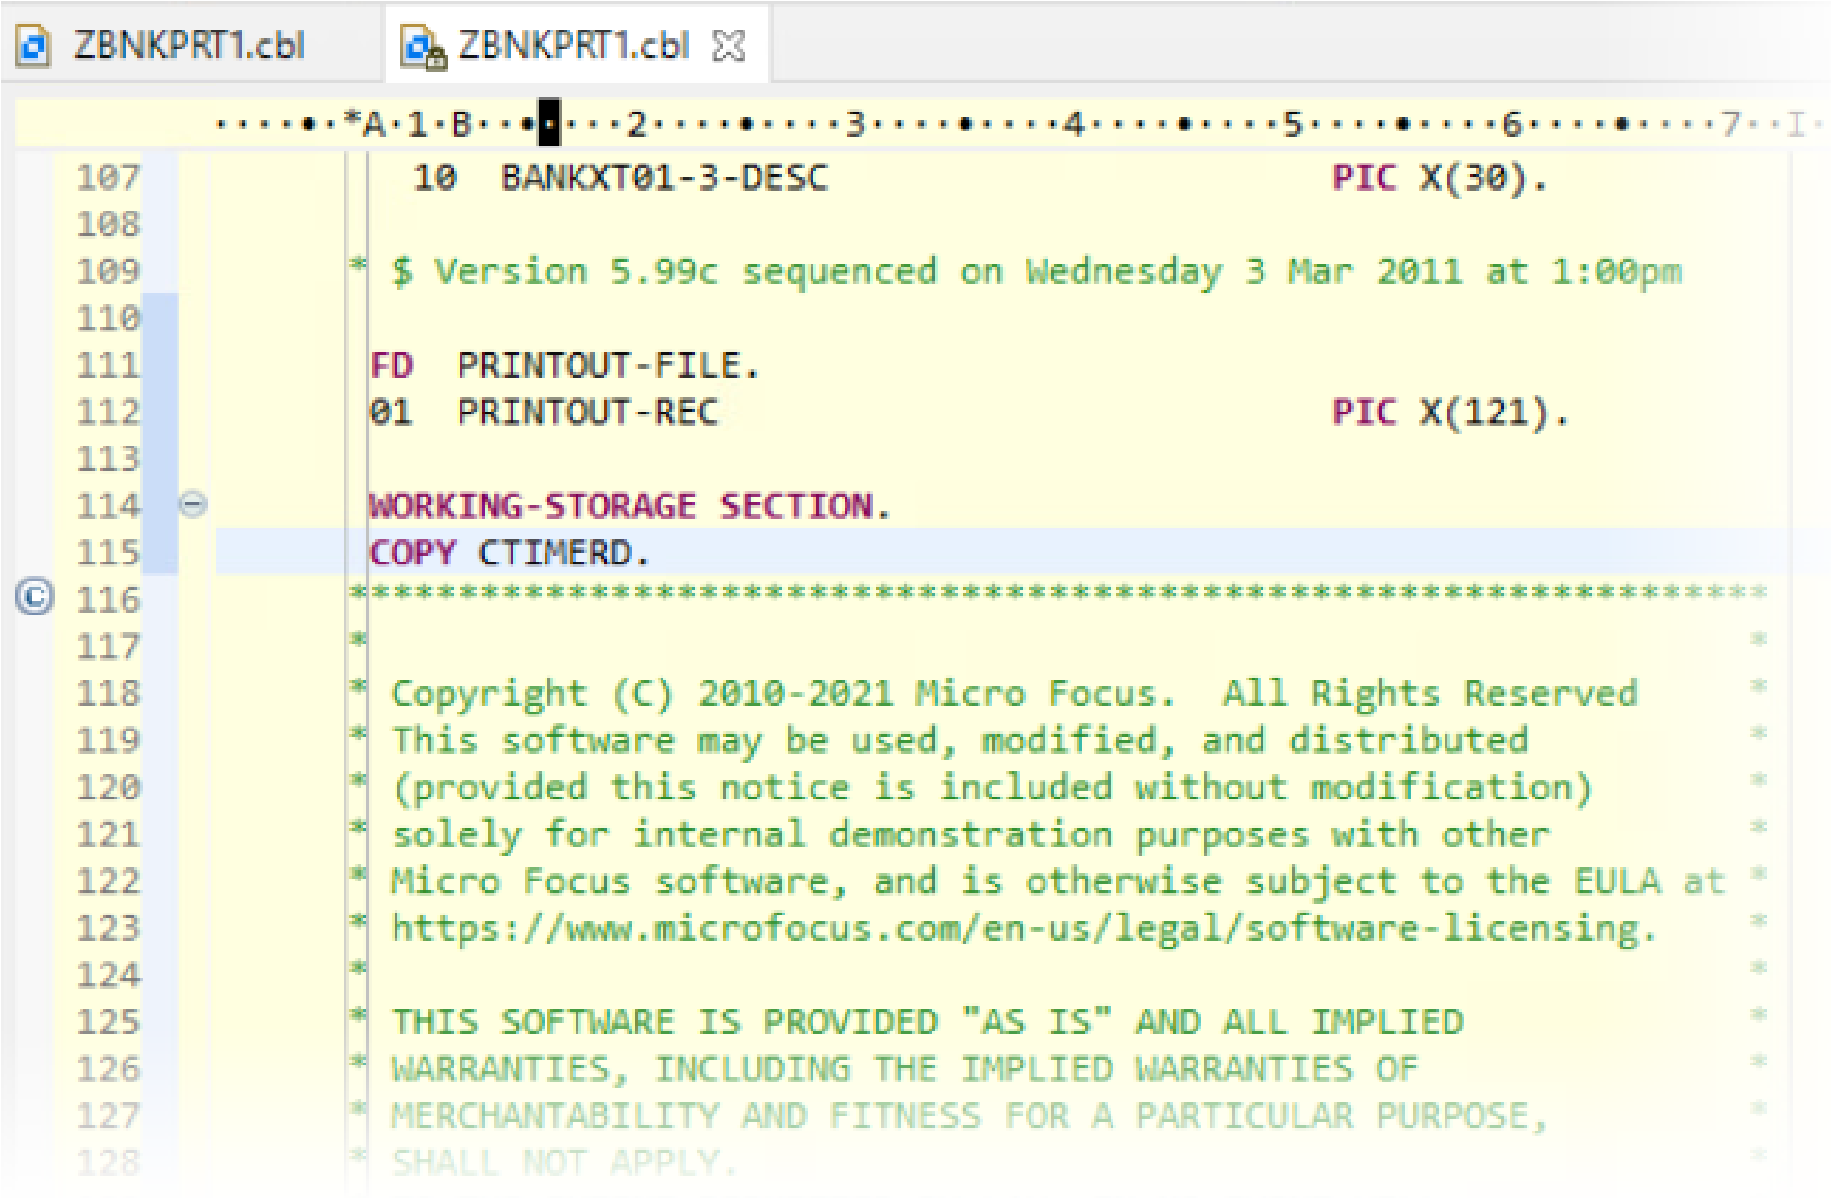 ZBNKPRT1.cbl ZBNKPRT1.cbl
····•·*A·1·B··•····2····•····3····•····4····•····5····•····6····•····7··I·
107 10 BANKXT01-3-DESC PIC X(30).
108
109 * $ Version 5.99c sequenced on Wednesday 3 Mar 2011 at 1:00pm
110
111 FD PRINTOUT-FILE.
112 01 PRINTOUT-REC PIC X(121).
113
114 WORKING-STORAGE SECTION.
115 COPY CTIMERD.
C 116 *****************************************************************
117 * *
118 * Copyright (C) 2010-2021 Micro Focus. All Rights Reserved *
119 * This software may be used, modified, and distributed *
120 * (provided this notice is included without modification) *
121 * solely for internal demonstration purposes with other *
122 * Micro Focus software, and is otherwise subject to the EULA at *
123 * https://www.microfocus.com/en-us/legal/software-licensing. *
124 * *
125 * THIS SOFTWARE IS PROVIDED "AS IS" AND ALL IMPLIED *
126 * WARRANTIES, INCLUDING THE IMPLIED WARRANTIES OF *
127 * MERCHANTABILITY AND FITNESS FOR A PARTICULAR PURPOSE, *
128 * SHALL NOT APPLY. *